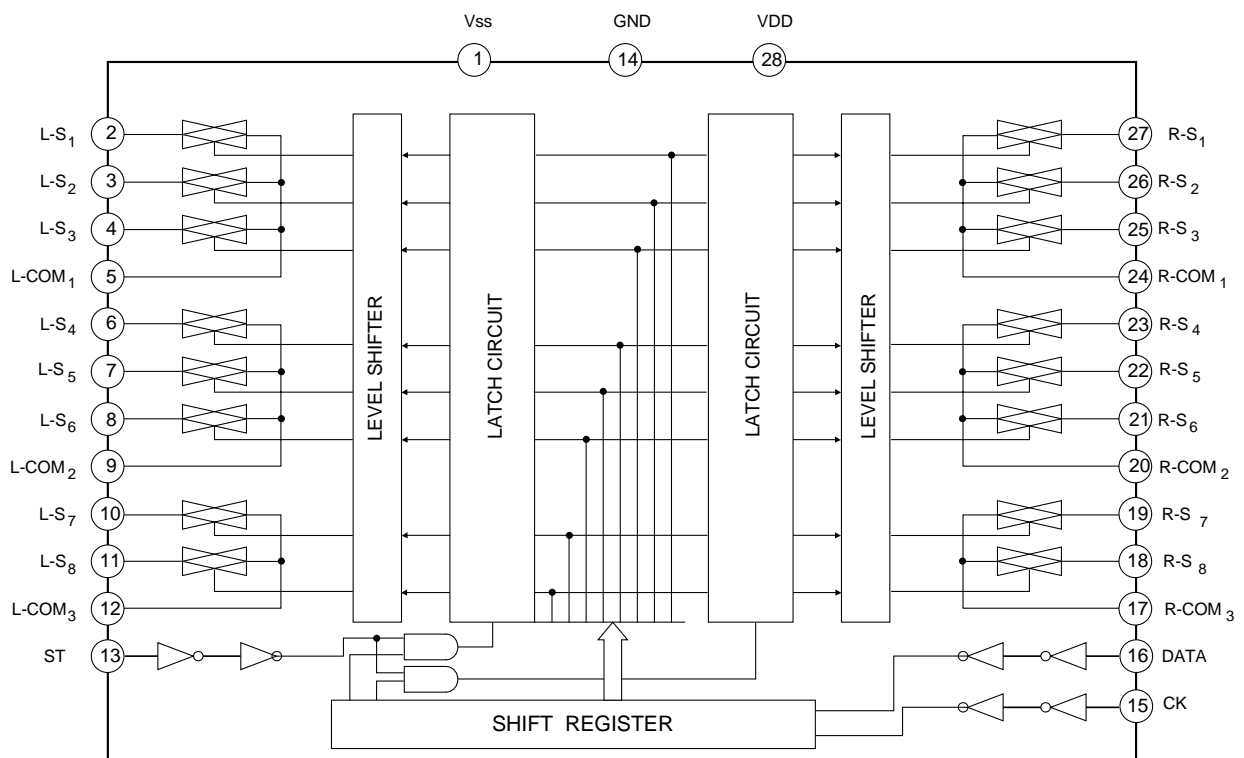 Vss GND VDD
1 14 28
L-S1 2
L-S2 3
L-S3 4
L-COM1 5
L-S4 6
L-S5 7
L-S6 8
L-COM2 9
L-S7 10
L-S8 11
L-COM3 12
ST 13
LEVEL SHIFTER
LATCH CIRCUIT
LATCH CIRCUIT
LEVEL SHIFTER
27 R-S1
26 R-S2
25 R-S3
24 R-COM1
23 R-S4
22 R-S5
21 R-S6
20 R-COM2
19 R-S7
18 R-S8
17 R-COM3
16 DATA
15 CK
SHIFT REGISTER